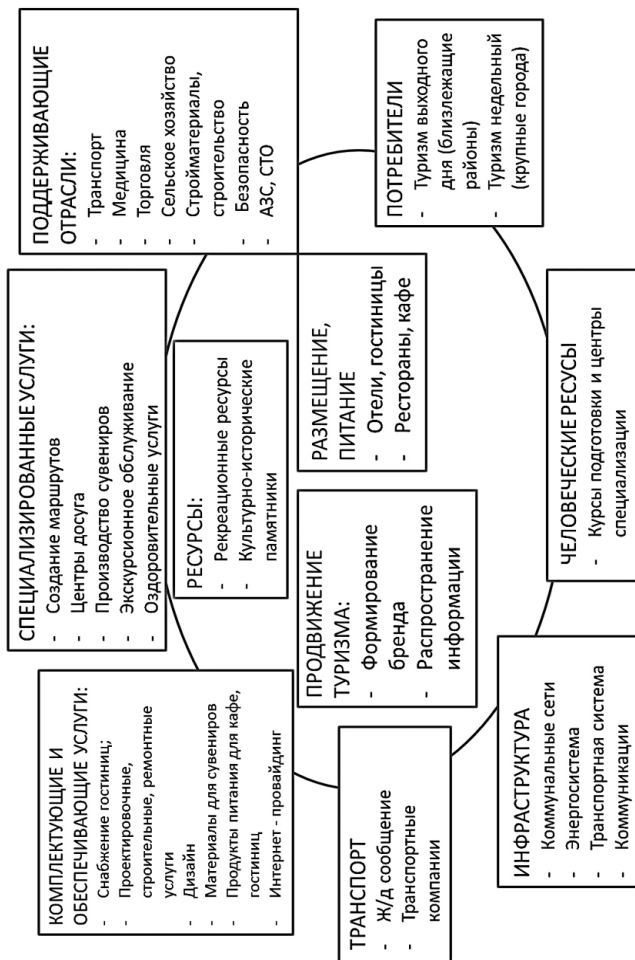 КОМПЛЕКТУЮЩИЕ И
ОБЕСПЕЧИВАЮЩИЕ УСЛУГИ:
- Снабжение гостиниц;
- Проектировочные,
строительные, ремонтные
услуги
- Дизайн
- Материалы для сувениров
- Продукты питания для кафе,
гостиниц
- Интернет - провайдинг
СПЕЦИАЛИЗИРОВАННЫЕ УСЛУГИ:
- Создание маршрутов
- Центры досуга
- Производство сувениров
- Экскурсионное обслуживание
- Оздоровительные услуги
ПОДДЕРЖИВАЮЩИЕ
ОТРАСЛИ:
- Транспорт
- Медицина
- Торговля
- Сельское хозяйство
- Стройматериалы,
строительство
- Безопасность
- АЗС, СТО
РЕСУРСЫ:
- Рекреационные ресурсы
- Культурно-исторические
памятники
ПРОДВИЖЕНИЕ
ТУРИЗМА:
- Формирование
бренда
- Распространение
информации
РАЗМЕЩЕНИЕ,
ПИТАНИЕ
- Отели, гостиницы
- Рестораны, кафе
ТРАНСПОРТ
- Ж/д сообщение
- Транспортные
компании
ПОТРЕБИТЕЛИ
- Туризм выходного
дня (близлежащие
районы)
- Туризм недельный
(крупные города)
ИНФРАСТРУКТУРА
- Коммунальные сети
- Энергосистема
- Транспортная система
- Коммуникации
ЧЕЛОВЕЧЕСКИЕ РЕСУСЫ
- Курсы подготовки и центры
специализации